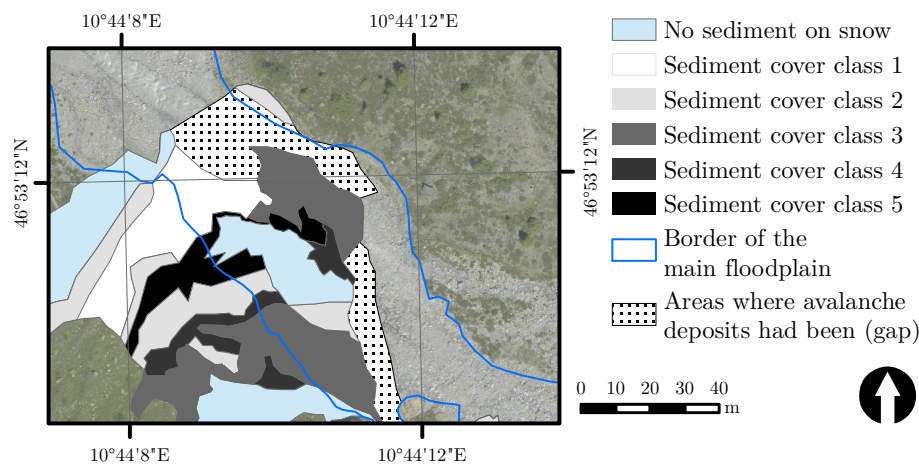 10°44'8"E
10°44'12"E
46°53'12"N
46°53'12"N
10°44'8"E
10°44'12"E
No sediment on snow
Sediment cover class 1
Sediment cover class 2
Sediment cover class 3
Sediment cover class 4
Sediment cover class 5
Border of the
main floodplain
Areas where avalanche
deposits had been (gap)
0 10 20 30 40
m